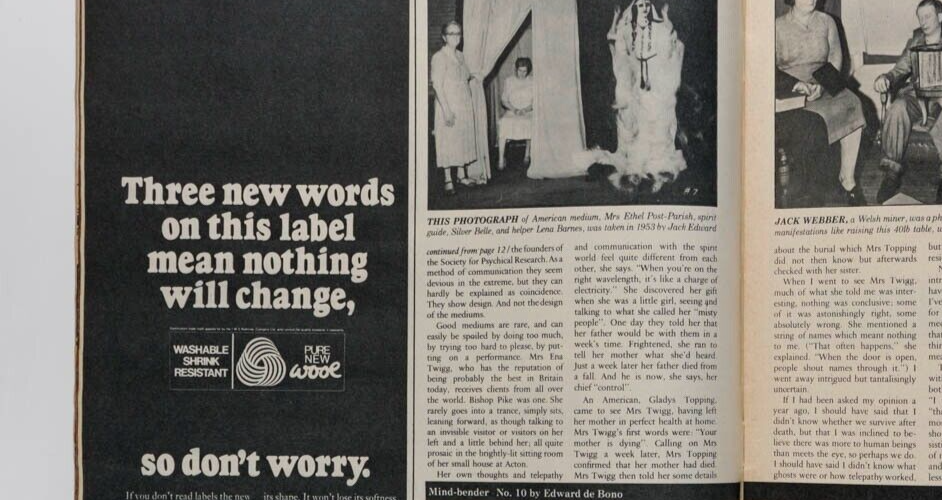 Three new words
on this label
mean nothing
will change,
WASHABLE
SHRINK
RESISTANT
PURE
NEW
wool
so don't worry.
If you don't read labels the new
its shape. It won't lose its softness
#7
THIS PHOTOGRAPH of American medium, Mrs Ethel Post-Parish, spirit
guide, Silver Belle, and helper Lena Barnes, was taken in 1953 by Jack Edward
continued from page 12 / the founders of
the Society for Psychical Research. As a
method of communication they seem
devious in the extreme, but they can
hardly be explained as coincidence.
They show design. And not the design
of the mediums.
Good mediums are rare, and can
easily be spoiled by doing too much,
by trying too hard to please, by put-
ting on a performance. Mrs Ena
Twigg, who has the reputation of
being probably the best in Britain
today, receives clients from all over
the world. Bishop Pike was one. She
rarely goes into a trance, simply sits,
leaning forward, as though talking to
an invisible visitor or visitors on her
left and a little behind her; all quite
prosaic in the brightly-lit sitting room
of her small house at Acton.
Her own thoughts and telepathy
and communication with the spirit
world feel quite different from each
other, she says. "When you're on the
right wavelength, it's like a charge of
electricity." She discovered her gift
when she was a little girl, seeing and
talking to what she called her "misty
people". One day they told her that
her father would be with them in a
week's time. Frightened, she ran to
tell her mother what she'd heard.
Just a week later her father died from
a fall. And he is now, she says, her
chief "control".
An American, Gladys Topping,
came to see Mrs Twigg, having left
her mother in perfect health at home.
Mrs Twigg's first words were: "Your
mother is dying". Calling on Mrs
Twigg a week later, Mrs Topping
confirmed that her mother had died.
Mrs Twigg then told her some details
Mind-bender No. 10 by Edward de Bono
JACK WEBBER, a Welsh miner, was a
manifestations like raising this 40lb table,
about the burial which Mrs Topping
did not then know but afterwards
checked with her sister.
When I went to see Mrs Twigg,
much of what she told me was inter-
esting, nothing was conclusive; some
of it was astonishingly right, some
absolutely wrong. She mentioned a
string of names which meant nothing
to me. ("That often happens," she
explained. "When the door is open,
people shout names through it.") I
went away intrigued but tantalisingly
uncertain.
If I had been asked my opinion a
year ago, I should have said that I
didn't know whether we survive after
death, but that I was inclined to be-
lieve there was more to human beings
than meets the eye, so perhaps we do.
I should have said I didn't know what
ghosts were or how telepathy worked,